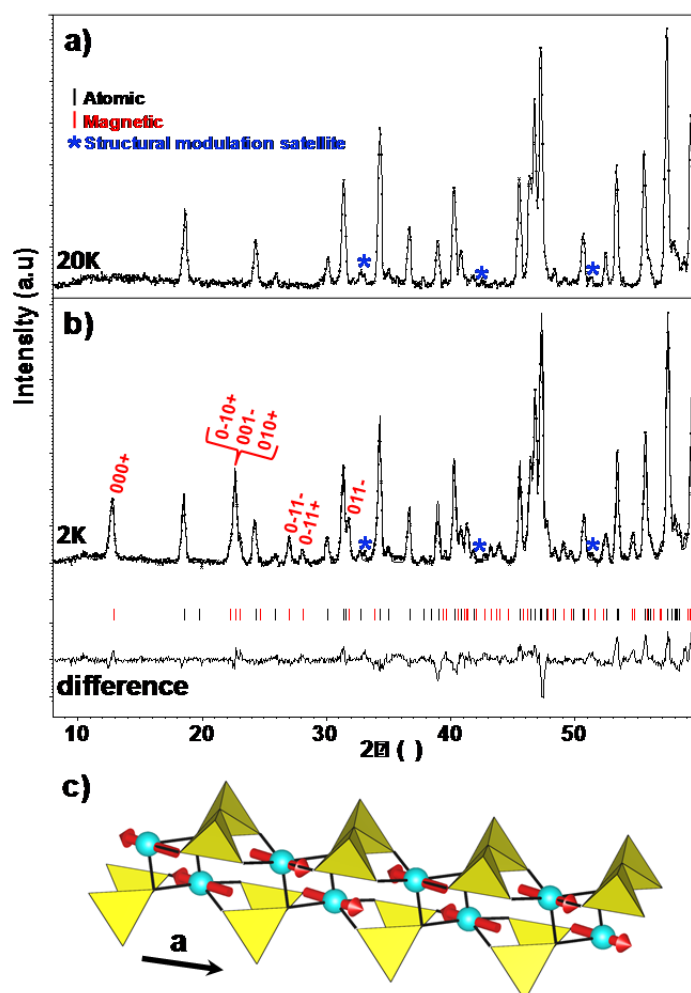 a)
Atomic
Magnetic
* Structural modulation satellite
*
*
*
20K
Intensity (a.u)
b)
000+
0-10+
001-
010+
0-11-
0-11+
011-
*
*
*
2K
difference
10 20 30 40 50
2 ( )
c)
a